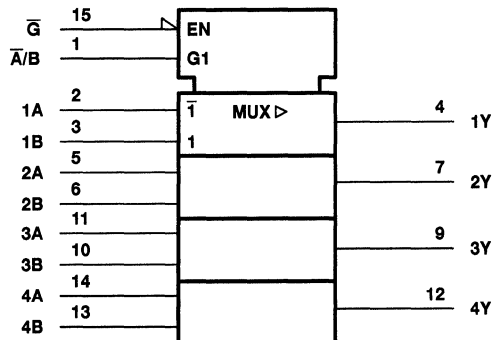 G̅ 15 EN
A̅/B 1 G1
1A 2 1̅ MUX ▷ 4 1Y
1B 3 1
2A 5 7 2Y
2B 6
3A 11 9 3Y
3B 10
4A 14 12 4Y
4B 13